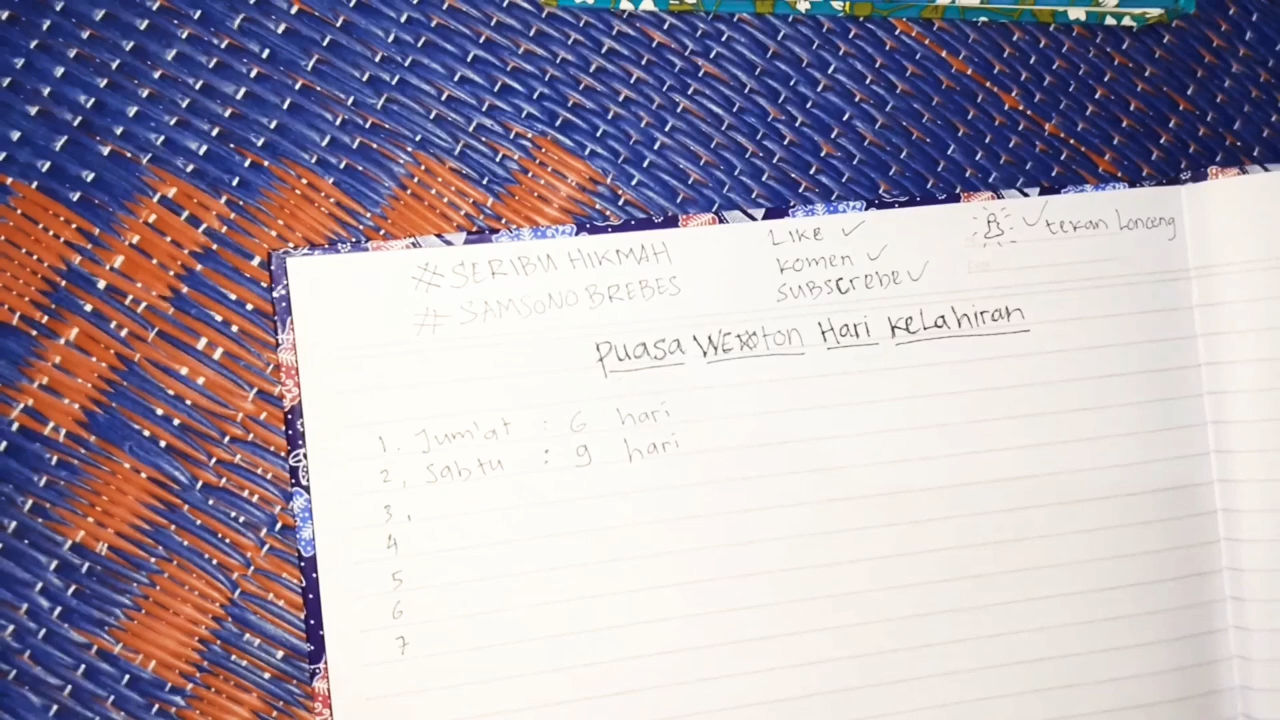 # SERIBU HIKMAH
# SAMSONO BREBES
LIKE ✓
komen ✓
subscrebe ✓
✓ tekan Lonceng
Puasa Hari Kelahiran
1. Jum'at : 6 hari
2, Sabtu : 9 hari
3,
4
5
6
7